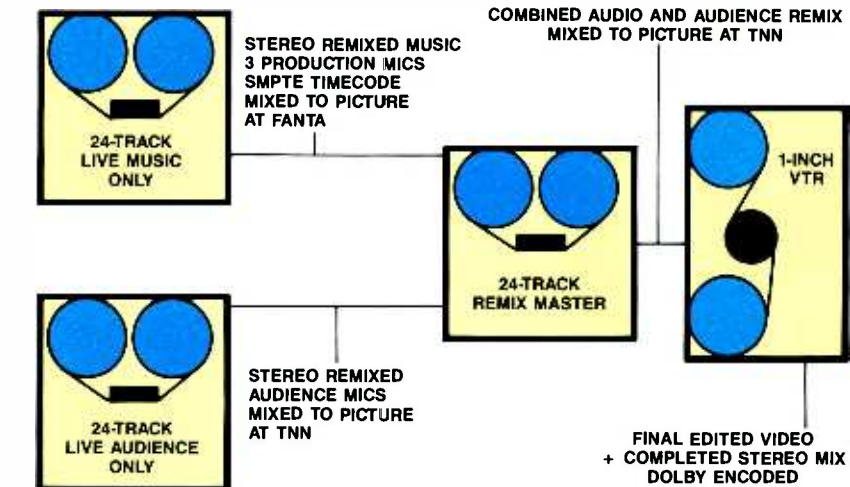 COMBINED AUDIO AND AUDIENCE REMIX
MIXED TO PICTURE AT TNN
STEREO REMIXED MUSIC
3 PRODUCTION MICS
SMPTE TIMECODE
MIXED TO PICTURE
AT FANTA
24-TRACK
LIVE MUSIC
ONLY
1-INCH
VTR
24-TRACK
REMIX MASTER
STEREO REMIXED
AUDIENCE MICS
MIXED TO PICTURE
AT TNN
24-TRACK
LIVE AUDIENCE
ONLY
FINAL EDITED VIDEO
+ COMPLETED STEREO MIX
DOLBY ENCODED